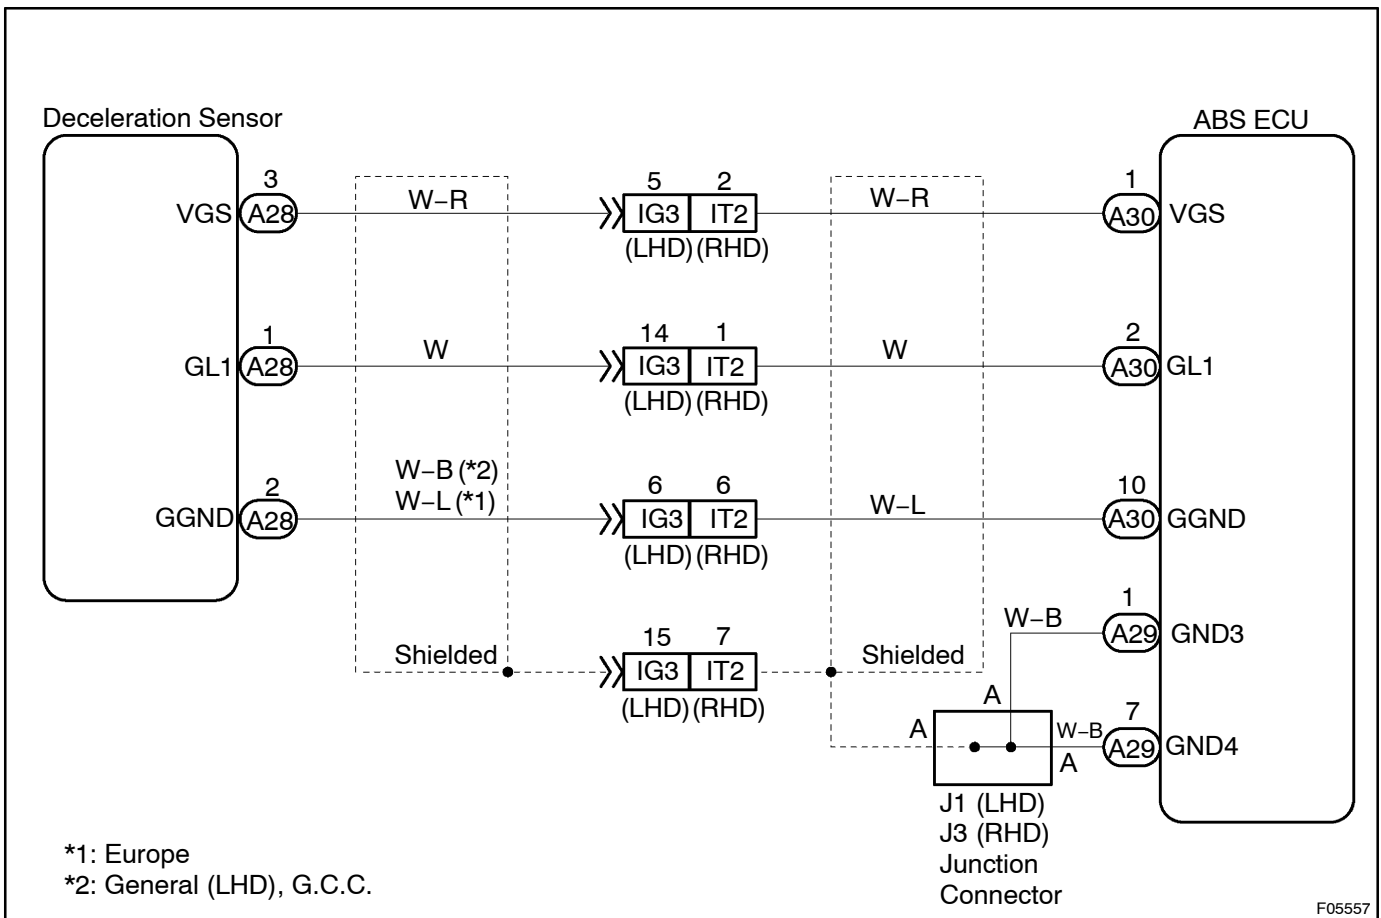 Deceleration Sensor
ABS ECU
3
5 2
1
VGS
A28
W–R
IG3 IT2
W–R
A30
VGS
(LHD) (RHD)
1
14 1
2
GL1
A28
W
IG3 IT2
W
A30
GL1
(LHD) (RHD)
W–B (*2)
2
W–L (*1)
6 6
10
GGND
A28
IG3 IT2
W–L
A30
GGND
(LHD) (RHD)
1
W–B
A29
GND3
15 7
Shielded
IG3 IT2
Shielded
(LHD) (RHD)
A
7
A
W–B
A29
GND4
A
J1 (LHD)
J3 (RHD)
Junction
Connector
*1: Europe
*2: General (LHD), G.C.C.
F05557